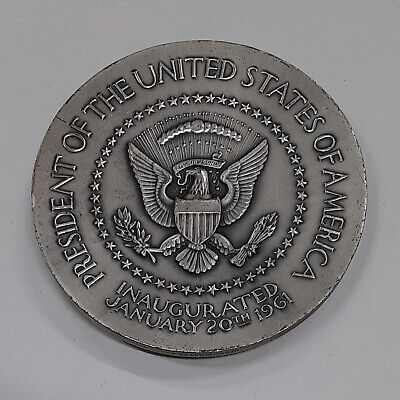 PRESIDENT OF THE UNITED STATES OF AMERICA
INAUGURATED
JANUARY 20TH 1961